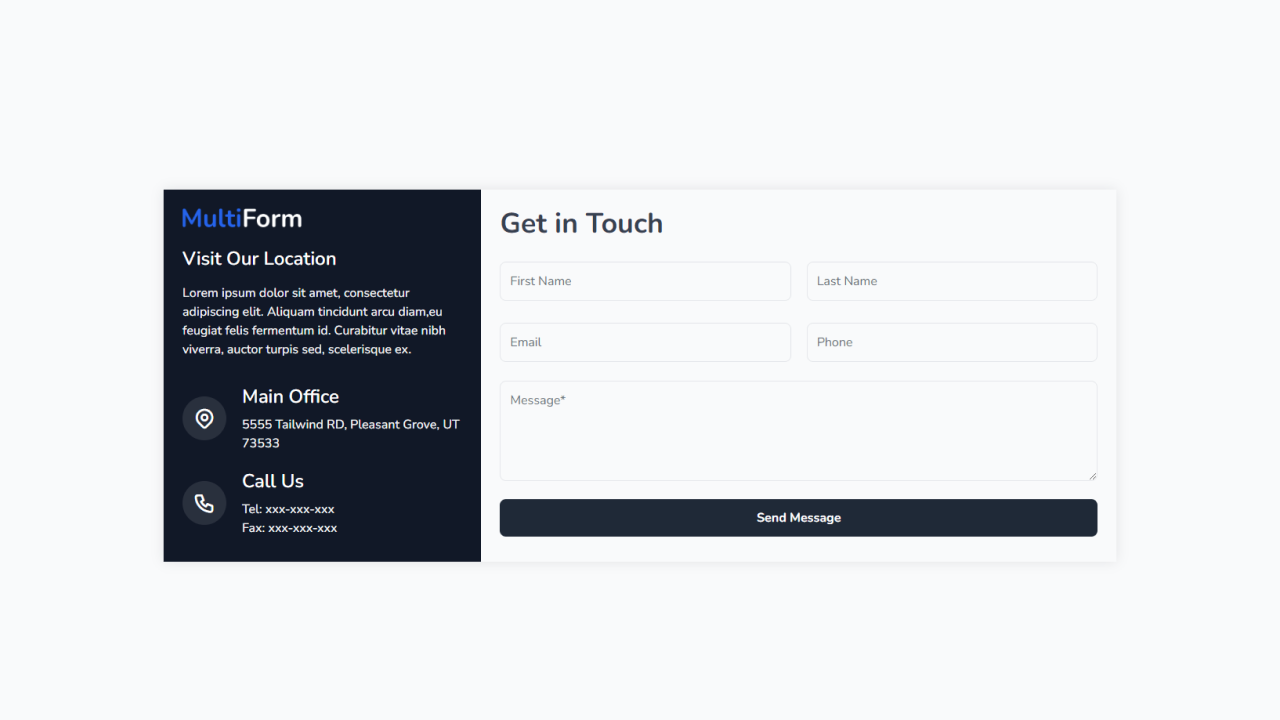 MultiForm
Visit Our Location
Lorem ipsum dolor sit amet, consectetur
adipiscing elit. Aliquam tincidunt arcu diam,eu
feugiat felis fermentum id. Curabitur vitae nibh
viverra, auctor turpis sed, scelerisque ex.
Main Office
5555 Tailwind RD, Pleasant Grove, UT
73533
Call Us
Tel: xxx-xxx-xxx
Fax: xxx-xxx-xxx
Get in Touch
First Name
Last Name
Email
Phone
Message*
Send Message